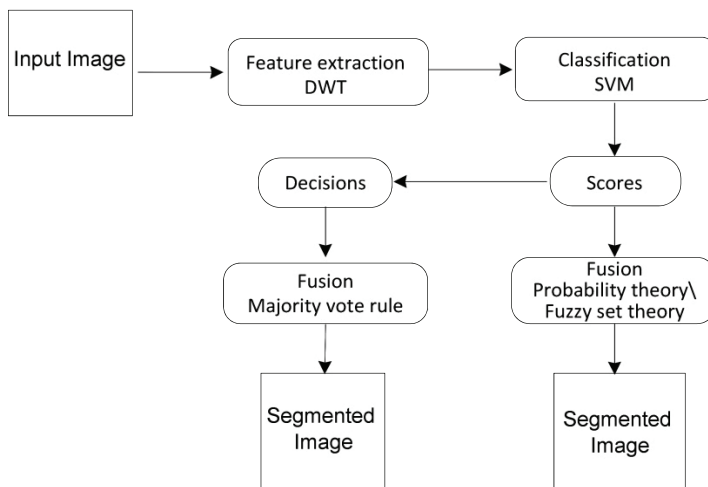 Input Image
Feature extraction
DWT
Classification
SVM
Decisions
Scores
Fusion
Majority vote rule
Fusion
Probability theory\
Fuzzy set theory
Segmented
Image
Segmented
Image